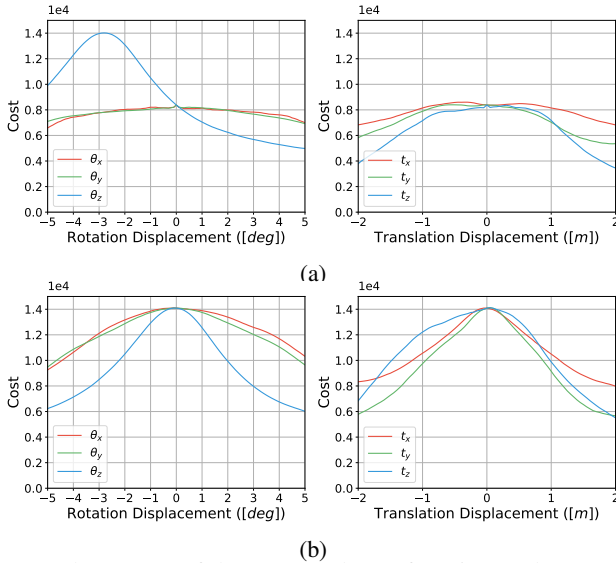 1e4
1.4
1.2
1.0
0.8
0.6
0.4
0.2
0.0
Cost
θx
θy
θz
−5 −4 −3 −2 −1 0 1 2 3 4 5
Rotation Displacement ([deg])
1e4
1.4
1.2
1.0
0.8
0.6
0.4
0.2
0.0
Cost
tx
ty
tz
−2 −1 0 1 2
Translation Displacement ([m])
(a)
1e4
1.4
1.2
1.0
0.8
0.6
0.4
0.2
0.0
Cost
θx
θy
θz
−5 −4 −3 −2 −1 0 1 2 3 4 5
Rotation Displacement ([deg])
1e4
1.4
1.2
1.0
0.8
0.6
0.4
0.2
0.0
Cost
tx
ty
tz
−2 −1 0 1 2
Translation Displacement ([m])
(b)